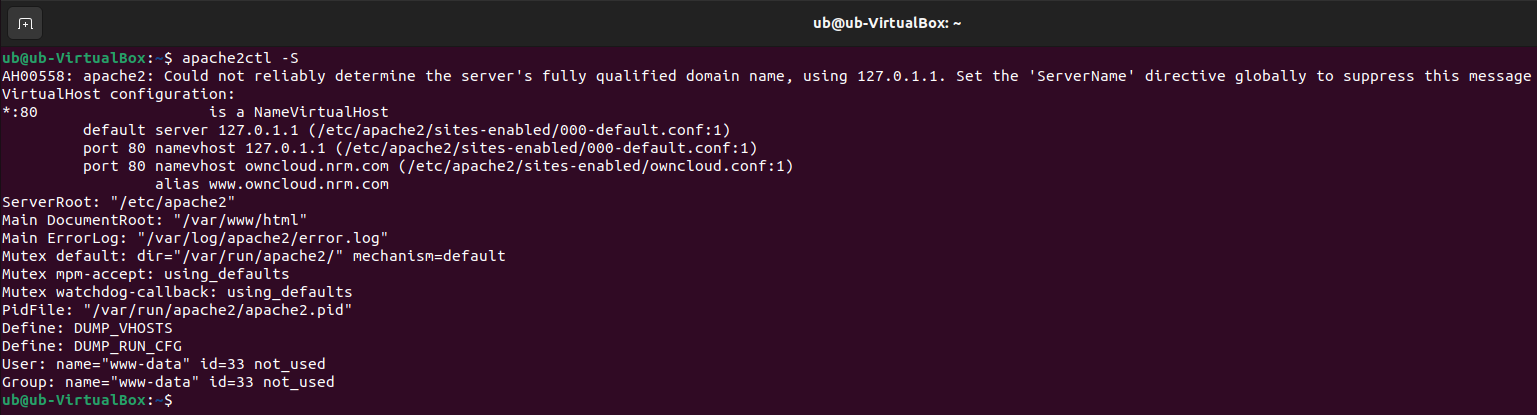 ub@ub-VirtualBox: ~
ub@ub-VirtualBox:~$ apache2ctl -S
AH00558: apache2: Could not reliably determine the server's fully qualified domain name, using 127.0.1.1. Set the 'ServerName' directive globally to suppress this message
VirtualHost configuration:
*:80                   is a NameVirtualHost
         default server 127.0.1.1 (/etc/apache2/sites-enabled/000-default.conf:1)
         port 80 namevhost 127.0.1.1 (/etc/apache2/sites-enabled/000-default.conf:1)
         port 80 namevhost owncloud.nrm.com (/etc/apache2/sites-enabled/owncloud.conf:1)
                 alias www.owncloud.nrm.com
ServerRoot: "/etc/apache2"
Main DocumentRoot: "/var/www/html"
Main ErrorLog: "/var/log/apache2/error.log"
Mutex default: dir="/var/run/apache2/" mechanism=default
Mutex mpm-accept: using_defaults
Mutex watchdog-callback: using_defaults
PidFile: "/var/run/apache2/apache2.pid"
Define: DUMP_VHOSTS
Define: DUMP_RUN_CFG
User: name="www-data" id=33 not_used
Group: name="www-data" id=33 not_used
ub@ub-VirtualBox:~$